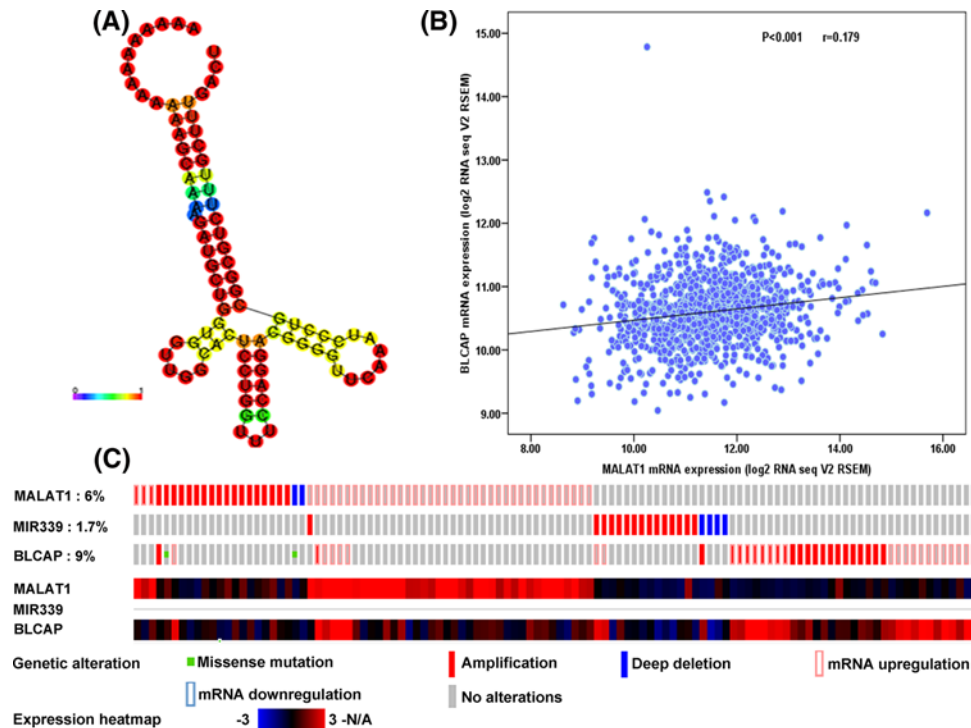 (A)
(B)
0
1
P<0.001 r=0.179
15.00
14.00
13.00
12.00
11.00
10.00
9.00
BLCAP mRNA expression (log2 RNA seq V2 RSEM)
8.00 10.00 12.00 14.00 16.00
MALAT1 mRNA expression (log2 RNA seq V2 RSEM)
(C)
MALAT1 : 6%
MIR339 : 1.7%
BLCAP : 9%
MALAT1
MIR339
BLCAP
Genetic alteration Missense mutation Amplification Deep deletion mRNA upregulation
mRNA downregulation No alterations
Expression heatmap -3 3 -N/A